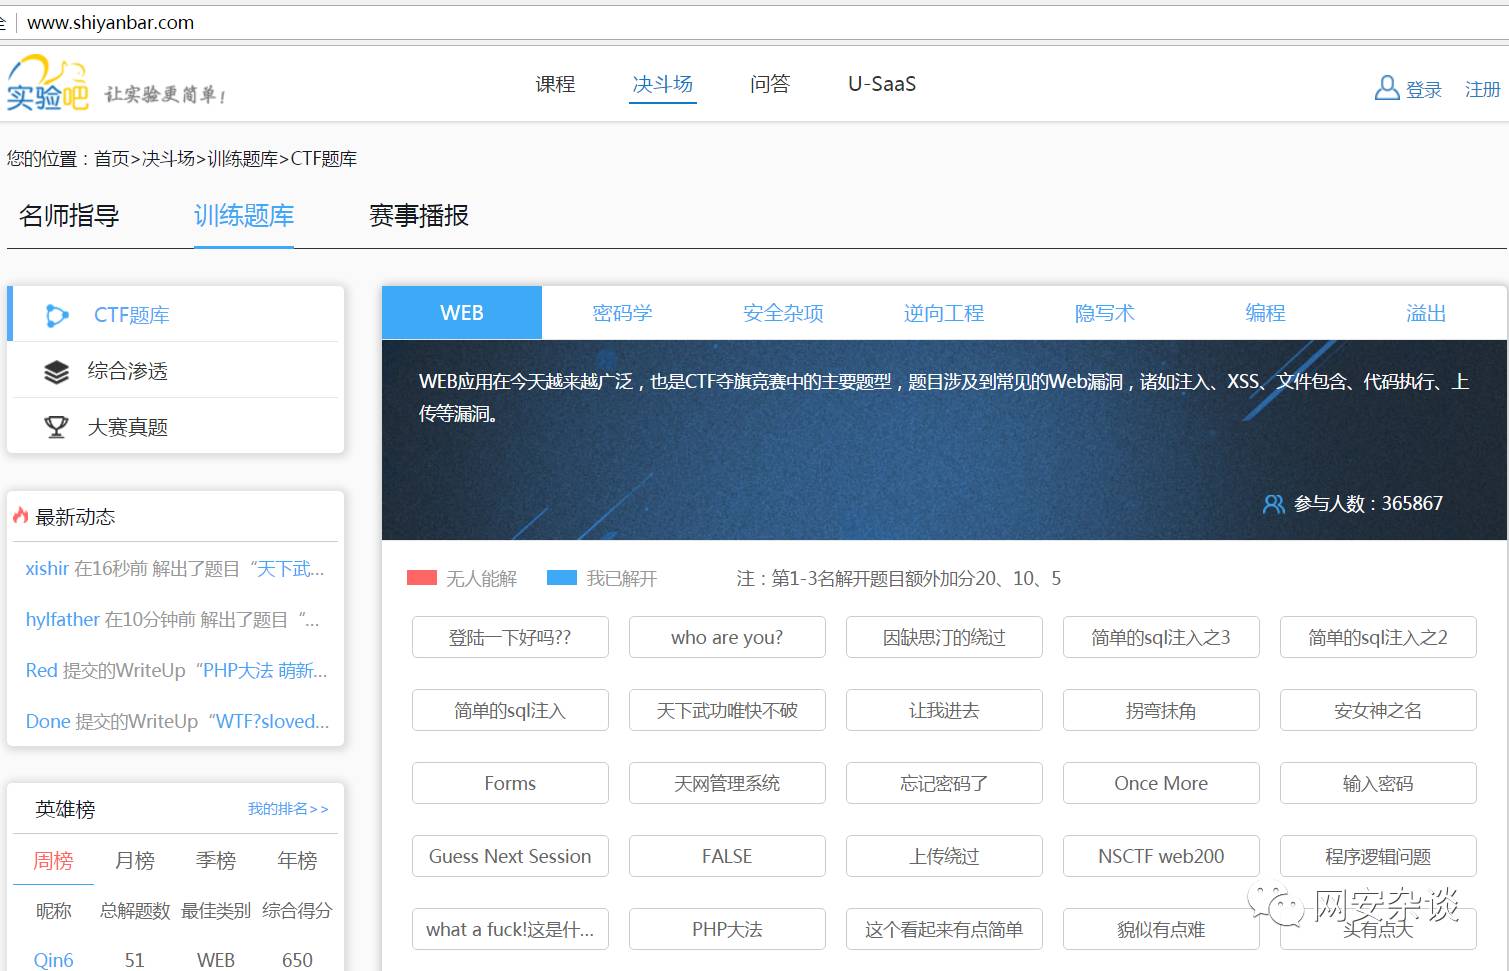 全 www.shiyanbar.com
实验吧 让实验更简单！
课程 决斗场 问答 U-SaaS 登录 注册
您的位置：首页>决斗场>训练题库>CTF题库
名师指导 训练题库 赛事播报
CTF题库
综合渗透
大赛真题
最新动态
xishir 在16秒前 解出了题目“天下武...
hylfather 在10分钟前 解出了题目“...
Red 提交的WriteUp“PHP大法 萌新...
Done 提交的WriteUp“WTF?sloved...
英雄榜 我的排名>>
周榜 月榜 季榜 年榜
昵称 总解题数 最佳类别 综合得分
Qin6 51 WEB 650
WEB 密码学 安全杂项 逆向工程 隐写术 编程 溢出
WEB应用在今天越来越广泛，也是CTF夺旗竞赛中的主要题型，题目涉及到常见的Web漏洞，诸如注入、XSS、文件包含、代码执行、上
传等漏洞。
参与人数：365867
无人能解 我已解开 注：第1-3名解开题目额外加分20、10、5
登陆一下好吗?? who are you? 因缺思汀的绕过 简单的sql注入之3 简单的sql注入之2
简单的sql注入 天下武功唯快不破 让我进去 拐弯抹角 安女神之名
Forms 天网管理系统 忘记密码了 Once More 输入密码
Guess Next Session FALSE 上传绕过 NSCTF web200 程序逻辑问题
what a fuck!这是什... PHP大法 这个看起来有点简单 貌似有点难 头有点大
网安杂谈